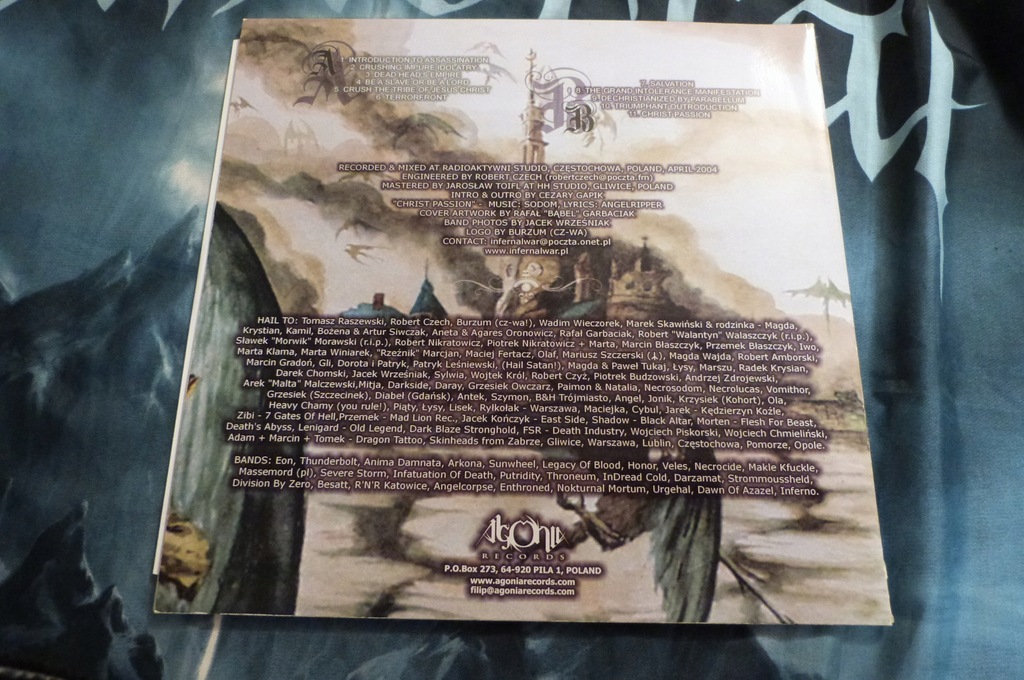 A
1 INTRODUCTION TO ASSASSINATION
2 CRUSHING IMPURE IDOLATRY
3 DEAD HEAD'S EMPIRE
4 BE A SLAVE OR BE A LORD
5 CRUSH THE TRIBE OF JESUS CHRIST
6 TERRORFRONT
B
7. SALVATION
8 THE GRAND INTOLERANCE MANIFESTATION
9 DECHRISTIANIZED BY PARABELLUM
10 TRIUMPHANT OUTRODUCTION
11. CHRIST PASSION
RECORDED & MIXED AT RADIOAKTYWNI STUDIO, CZĘSTOCHOWA, POLAND, APRIL 2004
ENGINEERED BY ROBERT CZECH (robertczech@poczta.fm)
MASTERED BY JAROSŁAW TOIFL AT HH STUDIO, GLIWICE, POLAND
INTRO & OUTRO BY CEZARY GAPIK
"CHRIST PASSION" - MUSIC: SODOM, LYRICS: ANGELRIPPER
COVER ARTWORK BY RAFAŁ "BĄBEL" GARBACIAK
BAND PHOTOS BY JACEK WRZEŚNIAK
LOGO BY BURZUM (CZ-WA)
CONTACT: infernalwar@poczta.onet.pl
www.infernalwar.pl
HAIL TO: Tomasz Raszewski, Robert Czech, Burzum (cz-wa!), Wadim Wieczorek, Marek Skawiński & rodzinka - Magda,
Krystian, Kamil, Bożena & Artur Siwczak, Aneta & Agares Oronowicz, Rafał Garbaciak, Robert "Walantyn" Walaszczyk (r.i.p.),
Sławek "Morwik" Morawski (r.i.p.), Robert Nikratowicz, Piotrek Nikratowicz + Marta, Marcin Błaszczyk, Przemek Błaszczyk, Iwo,
Marta Klama, Marta Winiarek, "Rzeźnik" Marcjan, Maciej Fertacz, Olaf, Mariusz Szczerski (ᛣ), Magda Wajda, Robert Amborski,
Marcin Gradoń, Gli, Dorota i Patryk, Patryk Leśniewski, (Hail Satan!), Magda & Paweł Tukaj, Łysy, Marszu, Radek Krysian,
Darek Chomski, Jacek Wrześniak, Sylwia, Wojtek Król, Robert Czyż, Piotrek Budzowski, Andrzej Zdrojewski,
Arek "Malta" Malczewski,Mitja, Darkside, Daray, Grzesiek Owczarz, Paimon & Natalia, Necrosodom, Necrolucas, Vomithor,
Grzesiek (Szczecinek), Diabel (Gdańsk), Antek, Szymon, B&H Trójmiasto, Angel, Jonik, Krzysiek (Kohort), Ola,
Heavy Charny (you rule!), Piąty, Łysy, Lisek, Rylkołak - Warszawa, Maciejka, Cybul, Jarek - Kędzierzyn Koźle,
Zibi - 7 Gates Of Hell,Przemek - Mad Lion Rec., Jacek Kończyk - East Side, Shadow - Black Altar, Morten - Flesh For Beast,
Death's Abyss, Lenigard - Old Legend, Dark Blaze Stronghold, FSR - Death Industry, Wojciech Piskorski, Wojciech Chmieliński,
Adam + Marcin + Tomek - Dragon Tattoo, Skinheads from Zabrze, Gliwice, Warszawa, Lublin, Częstochowa, Pomorze, Opole.
BANDS: Eon, Thunderbolt, Anima Damnata, Arkona, Sunwheel, Legacy Of Blood, Honor, Veles, Necrocide, Makle Kfuckle,
Massemord (pl), Severe Storm, Infatuation Of Death, Putridity, Throneum, InDread Cold, Darzamat, Strommoussheld,
Division By Zero, Besatt, R'N'R Katowice, Angelcorpse, Enthroned, Nokturnal Mortum, Urgehal, Dawn Of Azazel, Inferno.
AGONIA
RECORDS
P.O.Box 273, 64-920 PILA 1, POLAND
www.agoniarecords.com
filip@agoniarecords.com